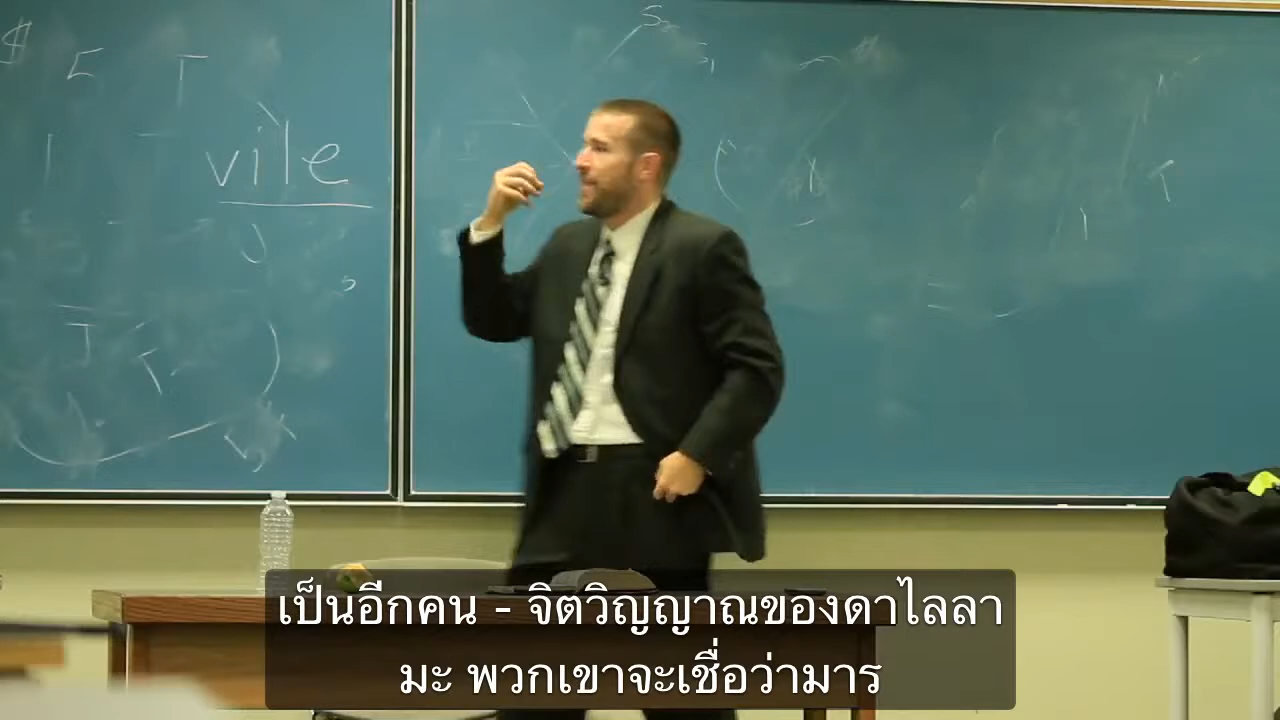 vile
เป็นอีกคน - จิตวิญญาณของดาไลลา
มะ พวกเขาจะเชื่อว่ามาร